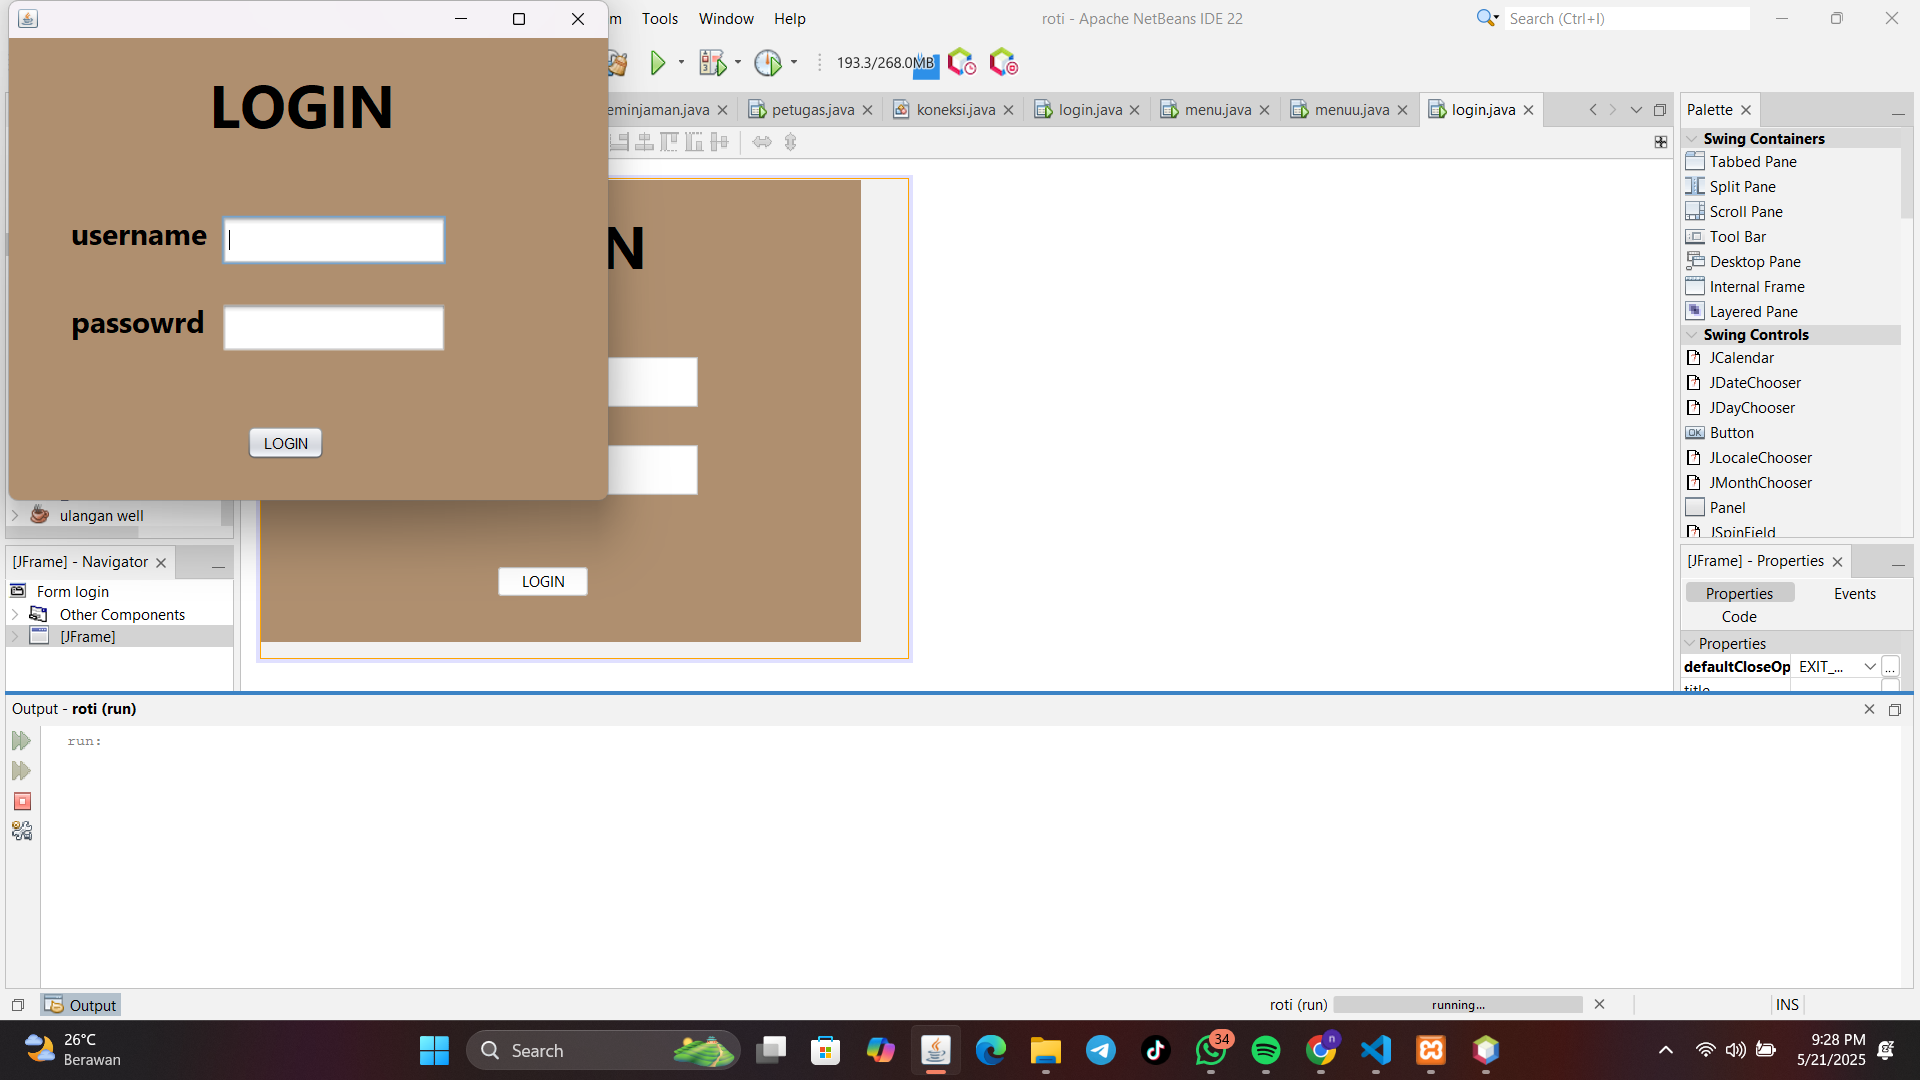 m Tools Window Help
roti - Apache NetBeans IDE 22
Search (Ctrl+I)
193.3/268.0MB
LOGIN
username
passowrd
LOGIN
eminjaman.java
petugas.java
koneksi.java
login.java
menu.java
menuu.java
login.java
N
LOGIN
ulangan well
[JFrame] - Navigator
Form login
Other Components
[JFrame]
Palette
Swing Containers
Tabbed Pane
Split Pane
Scroll Pane
Tool Bar
Desktop Pane
Internal Frame
Layered Pane
Swing Controls
JCalendar
JDateChooser
JDayChooser
OK Button
JLocaleChooser
JMonthChooser
Panel
JSpinField
[JFrame] - Properties
Properties
Events
Code
Properties
defaultCloseOp EXIT_... ...
title
Output - roti (run)
run:
Output
roti (run) running...
INS
26°C
Berawan
Search
34
n
9:28 PM
5/21/2025